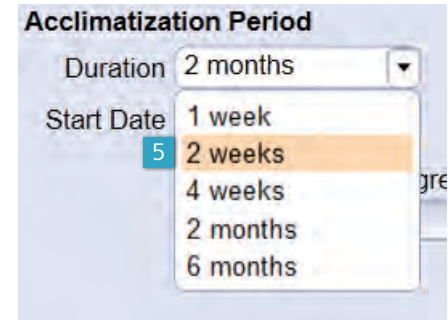 Acclimatization Period
Duration 2 months
Start Date 1 week
5 2 weeks
4 weeks
2 months
6 months